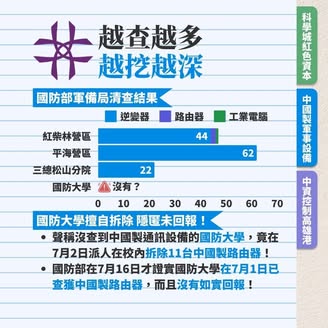 越查越多
越挖越深
科學城紅色資本
中國製軍事設備
中資控制高雄港
國防部軍備局清查結果
逆變器
路由器
工業電腦
紅柴林營區
44
平海營區
62
三總松山分院
22
國防大學
沒有？
0 10 20 30 40 50 60 70
國防大學擅自拆除 隱匿未回報！
聲稱沒查到中國製通訊設備的國防大學，竟在
7月2日派人在校內拆除11台中國製路由器！
國防部在7月16日才證實國防大學在7月1日已
查獲中國製路由器，而且沒有如實回報！